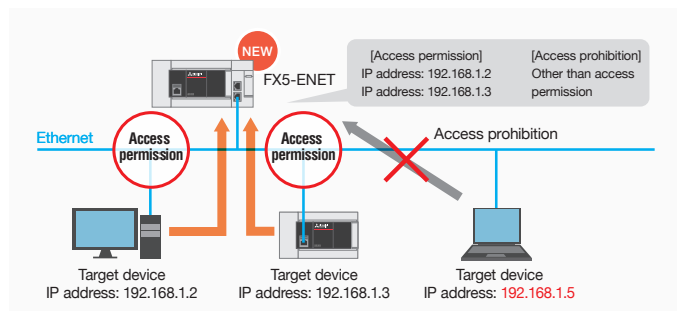 NEW
FX5-ENET
[Access permission]
IP address: 192.168.1.2
IP address: 192.168.1.3
[Access prohibition]
Other than access
permission
Ethernet
Access
permission
Access
permission
Access prohibition
Target device
IP address: 192.168.1.2
Target device
IP address: 192.168.1.3
Target device
IP address: 192.168.1.5